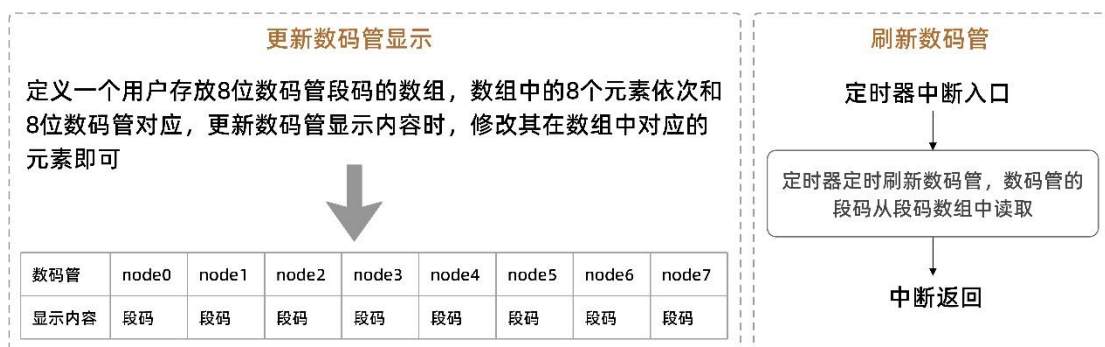 更新数码管显示
定义一个用户存放8位数码管段码的数组，数组中的8个元素依次和
8位数码管对应，更新数码管显示内容时，修改其在数组中对应的
元素即可
数码管 node0 node1 node2 node3 node4 node5 node6 node7
显示内容 段码 段码 段码 段码 段码 段码 段码 段码
刷新数码管
定时器中断入口
定时器定时刷新数码管，数码管的
段码从段码数组中读取
中断返回